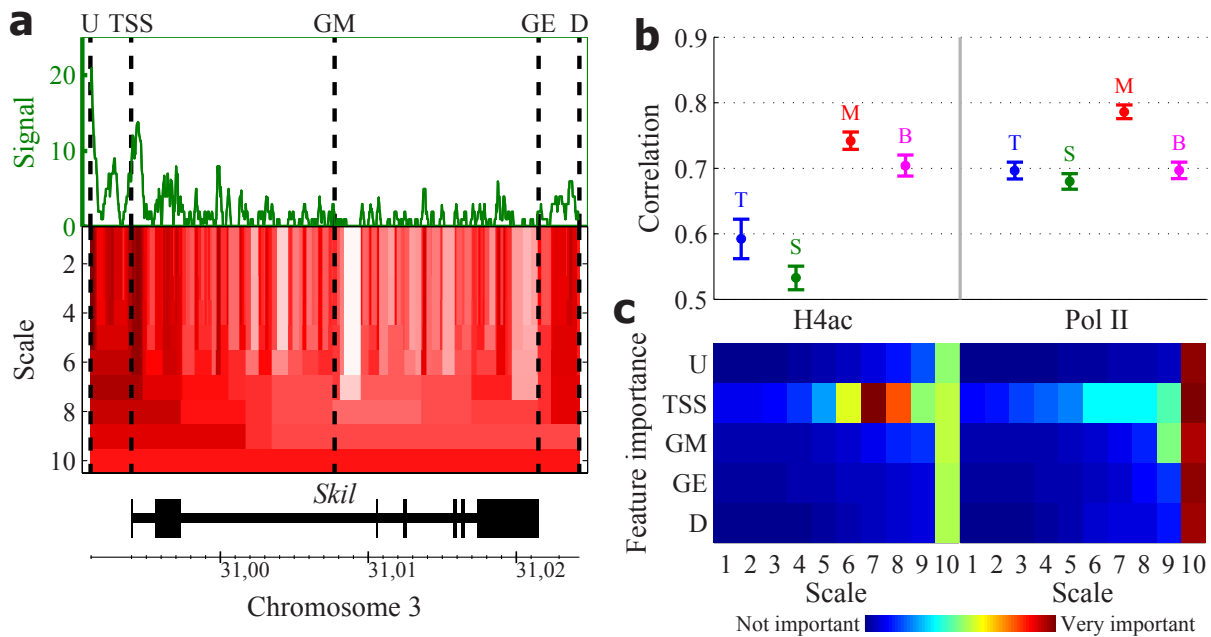 a
U TSS GM GE D
Signal
20
10
0
Scale
2
4
6
8
10
Skil
31,00 31,01 31,02
Chromosome 3
b
Correlation
0.9
0.8
0.7
0.6
0.5
T S M B
T S M B
H4ac Pol II
c
Feature importance
U
TSS
GM
GE
D
1 2 3 4 5 6 7 8 9 10 1 2 3 4 5 6 7 8 9 10
Scale Scale
Not important Very important